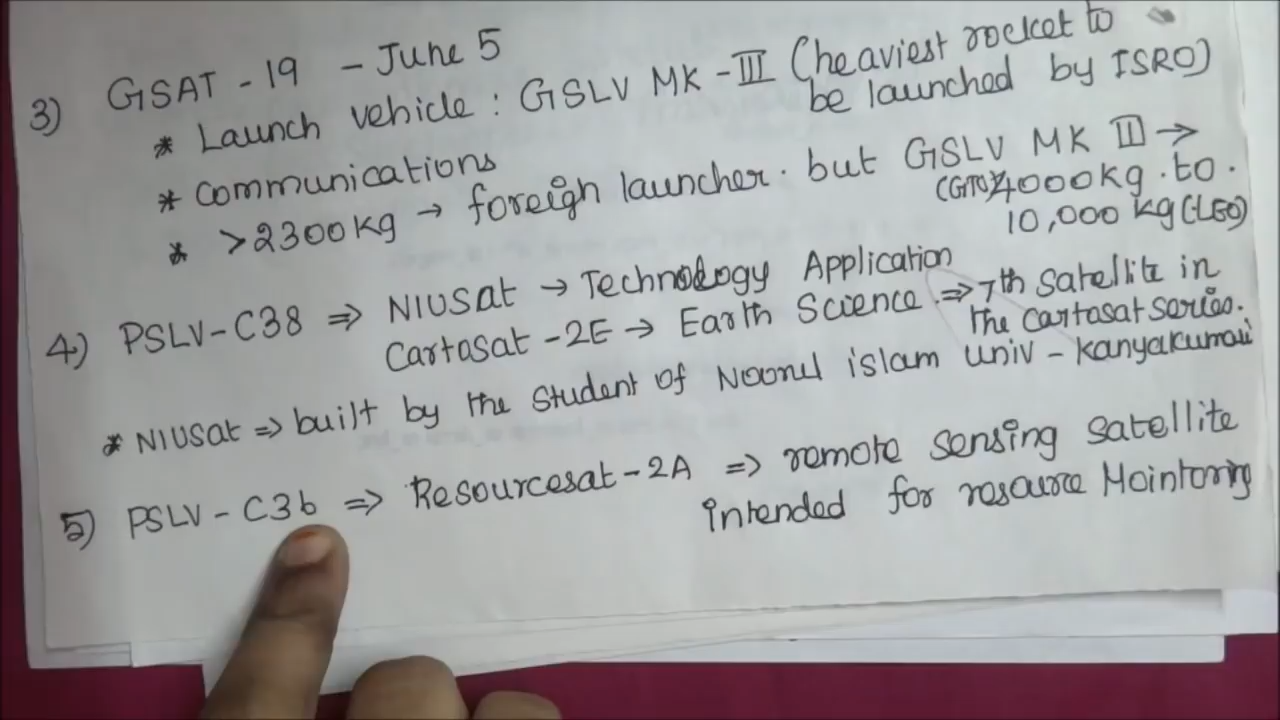 3) GSAT - 19 - June 5
* Launch vehicle : GSLV MK - III (heaviest rocket to
be launched by ISRO)
* Communications
* >2300kg → foreign launcher. but GSLV MK III →
(GTO) 4000kg. to.
10,000 kg (LEO)
4) PSLV-C38 ⇒ NIUSat → Technology Application
Cartosat -2E → Earth Science ⇒ 7th Satellite in
the cartosat series.
* NIUSat ⇒ built by the student of Noorul islam Univ - Kanyakumari
5) PSLV - C36 ⇒ Resourcesat - 2A ⇒ remote sensing satellite
intended for resource Mointoring